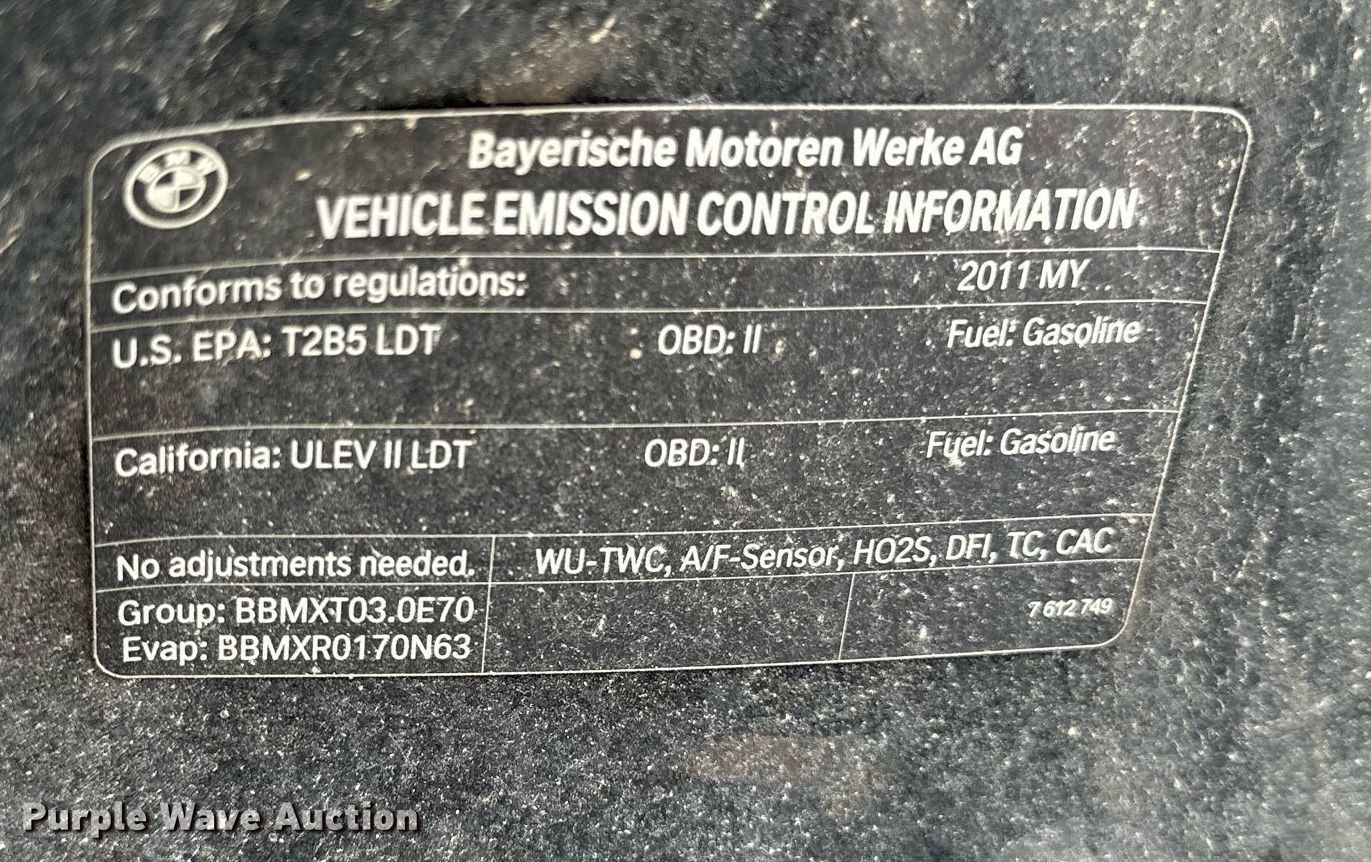 BMW
Bayerische Motoren Werke AG
VEHICLE EMISSION CONTROL INFORMATION
Conforms to regulations: 2011 MY
U.S. EPA: T2B5 LDT OBD: II Fuel: Gasoline
California: ULEV II LDT OBD: II Fuel: Gasoline
No adjustments needed. WU-TWC, A/F-Sensor, HO2S, DFI, TC, CAC
Group: BBMXT03.0E70
Evap: BBMXR0170N63
7 612 749
Purple Wave Auction